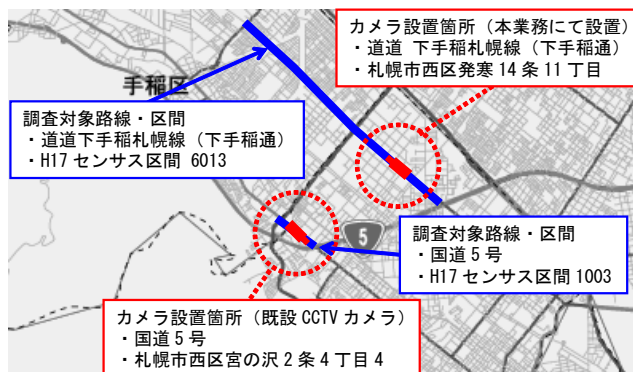 カメラ設置箇所（本業務にて設置）
・道道 下手稲札幌線（下手稲通）
・札幌市西区発寒 14 条 11 丁目
手稲区
調査対象路線・区間
・道道下手稲札幌線（下手稲通）
・H17 センサス区間 6013
5
調査対象路線・区間
・国道 5 号
・H17 センサス区間 1003
カメラ設置箇所（既設 CCTV カメラ）
・国道 5 号
・札幌市西区宮の沢 2 条 4 丁目 4